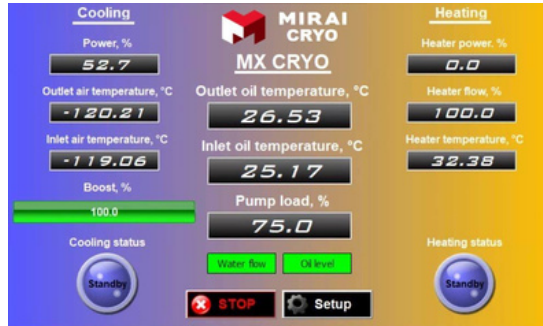 Cooling
Power, %
52.7
Outlet air temperature, °C
-120.21
Inlet air temperature, °C
-119.06
Boost, %
100.0
Cooling status
Standby
MIRAI
CRYO
MX CRYO
Outlet oil temperature, °C
26.53
Inlet oil temperature, °C
25.17
Pump load, %
75.0
Water flow
Oil level
STOP
Setup
Heating
Heater power. %
0.0
Heater flow, %
100.0
Heater temperature, °C
32.38
Heating status
Standby